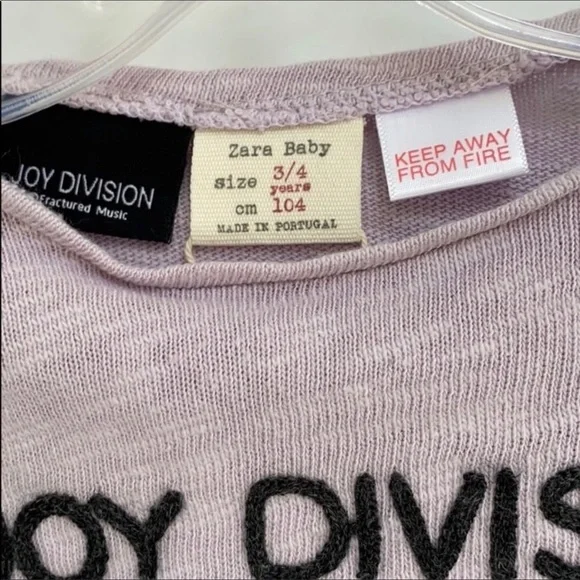 JOY DIVISION
Fractured Music
Zara Baby
size 3/4
years
cm 104
MADE IN PORTUGAL
KEEP AWAY
FROM FIRE
JOY DIVIS